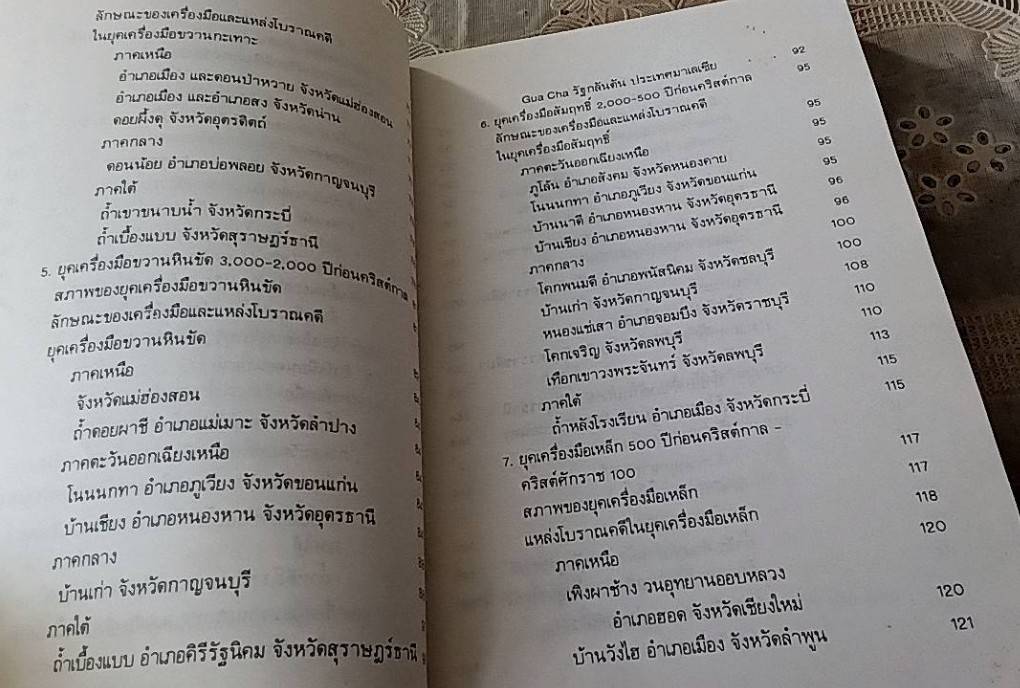 ลักษณะของเครื่องมือและแหล่งโบราณคดี
ในยุคเครื่องมือขวานกะเทาะ
ภาคเหนือ
อำเภอเมือง และดอนป่าหวาย จังหวัดแม่ฮ่องสอน
อำเภอเมือง และอำเภอสง จังหวัดน่าน
ดอยผึ้งดุ จังหวัดอุตรดิตถ์
ภาคกลาง
ดอนน้อย อำเภอบ่อพลอย จังหวัดกาญจนบุรี
ภาคใต้
ถ้ำเขาขนาบน้ำ จังหวัดกระบี่
ถ้ำเบื้องแบบ จังหวัดสุราษฎร์ธานี
5. ยุคเครื่องมือขวานหินขัด 3,000-2,000 ปีก่อนคริสต์กาล
สภาพของยุคเครื่องมือขวานหินขัด
ลักษณะของเครื่องมือและแหล่งโบราณคดี
ยุคเครื่องมือขวานหินขัด
ภาคเหนือ
จังหวัดแม่ฮ่องสอน
ถ้ำดอยผาชี อำเภอแม่เมาะ จังหวัดลำปาง
ภาคตะวันออกเฉียงเหนือ
โนนนกทา อำเภอภูเวียง จังหวัดขอนแก่น
บ้านเชียง อำเภอหนองหาน จังหวัดอุดรธานี
ภาคกลาง
บ้านเก่า จังหวัดกาญจนบุรี
ภาคใต้
ถ้ำเบื้องแบบ อำเภอคิรีรัฐนิคม จังหวัดสุราษฎร์ธานี
Gua Cha รัฐกลันตัน ประเทศมาเลเซีย 92
6. ยุคเครื่องมือสัมฤทธิ์ 2,000-500 ปีก่อนคริสต์กาล 95
ลักษณะของเครื่องมือและแหล่งโบราณคดี
ในยุคเครื่องมือสัมฤทธิ์ 95
ภาคตะวันออกเฉียงเหนือ 95
ภูโล้น อำเภอสังคม จังหวัดหนองคาย 95
โนนนกทา อำเภอภูเวียง จังหวัดขอนแก่น 95
บ้านนาดี อำเภอหนองหาน จังหวัดอุดรธานี 96
บ้านเชียง อำเภอหนองหาน จังหวัดอุดรธานี 96
ภาคกลาง 100
โคกพนมดี อำเภอพนัสนิคม จังหวัดชลบุรี 100
บ้านเก่า จังหวัดกาญจนบุรี 108
หนองแช่เสา อำเภอจอมบึง จังหวัดราชบุรี 110
โคกเจริญ จังหวัดลพบุรี 110
เทือกเขาวงพระจันทร์ จังหวัดลพบุรี 113
ภาคใต้ 115
ถ้ำหลังโรงเรียน อำเภอเมือง จังหวัดกระบี่ 115
7. ยุคเครื่องมือเหล็ก 500 ปีก่อนคริสต์กาล -
คริสต์ศักราช 100 117
สภาพของยุคเครื่องมือเหล็ก 117
แหล่งโบราณคดีในยุคเครื่องมือเหล็ก 118
ภาคเหนือ 120
เพิงผาช้าง วนอุทยานออบหลวง
อำเภอฮอด จังหวัดเชียงใหม่ 120
บ้านวังไฮ อำเภอเมือง จังหวัดลำพูน 121